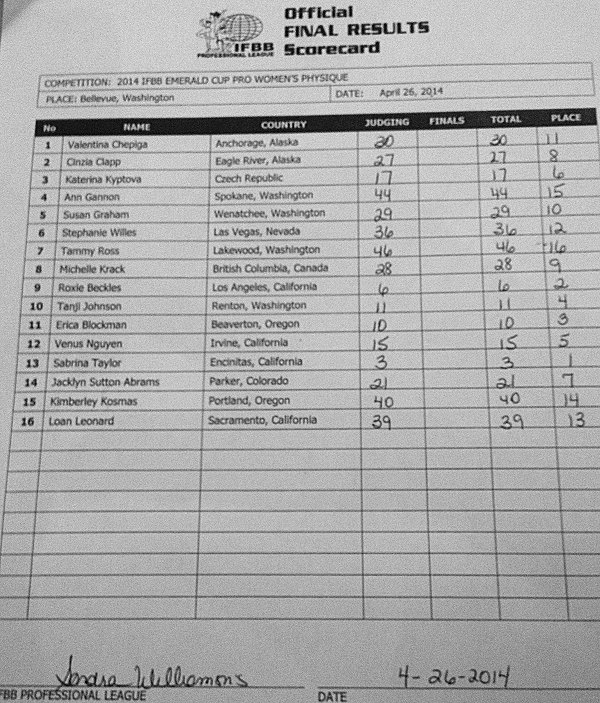 Official
FINAL RESULTS
Scorecard
IFBB
PROFESSIONAL LEAGUE
COMPETITION: 2014 IFBB EMERALD CUP PRO WOMEN'S PHYSIQUE
PLACE: Bellevue, Washington DATE: April 26, 2014
No NAME COUNTRY JUDGING FINALS TOTAL PLACE
1 Valentina Chepiga Anchorage, Alaska 30 30 11
2 Cinzia Clapp Eagle River, Alaska 27 27 8
3 Katerina Kyptova Czech Republic 17 17 6
4 Ann Gannon Spokane, Washington 44 44 15
5 Susan Graham Wenatchee, Washington 29 29 10
6 Stephanie Willes Las Vegas, Nevada 36 36 12
7 Tammy Ross Lakewood, Washington 46 46 16
8 Michelle Krack British Columbia, Canada 28 28 9
9 Roxie Beckles Los Angeles, California 6 6 2
10 Tanji Johnson Renton, Washington 11 11 4
11 Erica Blockman Beaverton, Oregon 10 10 3
12 Venus Nguyen Irvine, California 15 15 5
13 Sabrina Taylor Encinitas, California 3 3 1
14 Jacklyn Sutton Abrams Parker, Colorado 21 21 7
15 Kimberley Kosmas Portland, Oregon 40 40 14
16 Loan Leonard Sacramento, California 39 39 13
4-26-2014
FBB PROFESSIONAL LEAGUE DATE